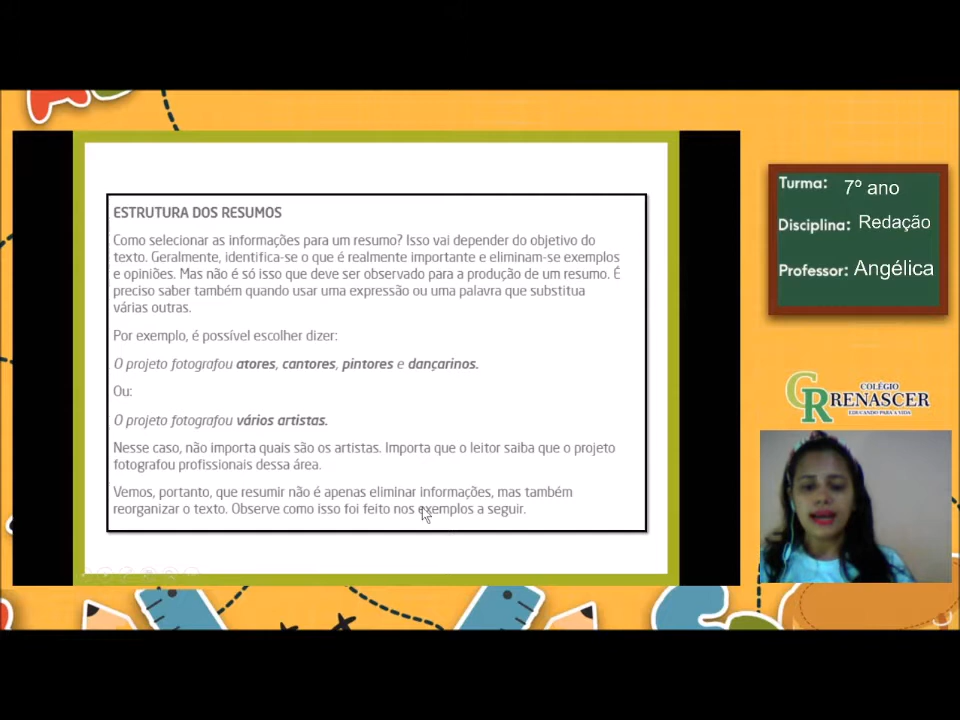 ESTRUTURA DOS RESUMOS
Como selecionar as informações para um resumo? Isso vai depender do objetivo do
texto. Geralmente, identifica-se o que é realmente importante e eliminam-se exemplos
e opiniões. Mas não é só isso que deve ser observado para a produção de um resumo. É
preciso saber também quando usar uma expressão ou uma palavra que substitua
várias outras.
Por exemplo, é possível escolher dizer:
O projeto fotografou atores, cantores, pintores e dançarinos.
Ou:
O projeto fotografou vários artistas.
Nesse caso, não importa quais são os artistas. Importa que o leitor saiba que o projeto
fotografou profissionais dessa área.
Vemos, portanto, que resumir não é apenas eliminar informações, mas também
reorganizar o texto. Observe como isso foi feito nos exemplos a seguir.
Turma: 7º ano
Disciplina: Redação
Professor: Angélica
COLÉGIO
CR RENASCER
EDUCANDO PARA A VIDA